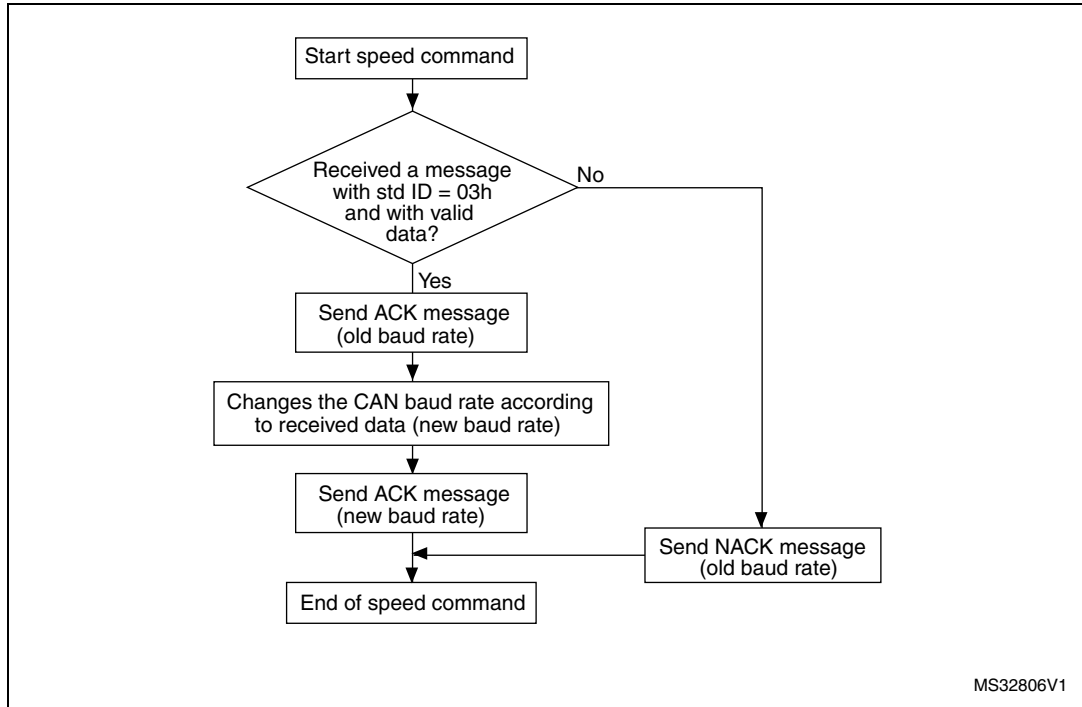 Start speed command
Received a message
with std ID = 03h
and with valid
data?
No
Yes
Send ACK message
(old baud rate)
Changes the CAN baud rate according
to received data (new baud rate)
Send ACK message
(new baud rate)
Send NACK message
(old baud rate)
End of speed command
MS32806V1